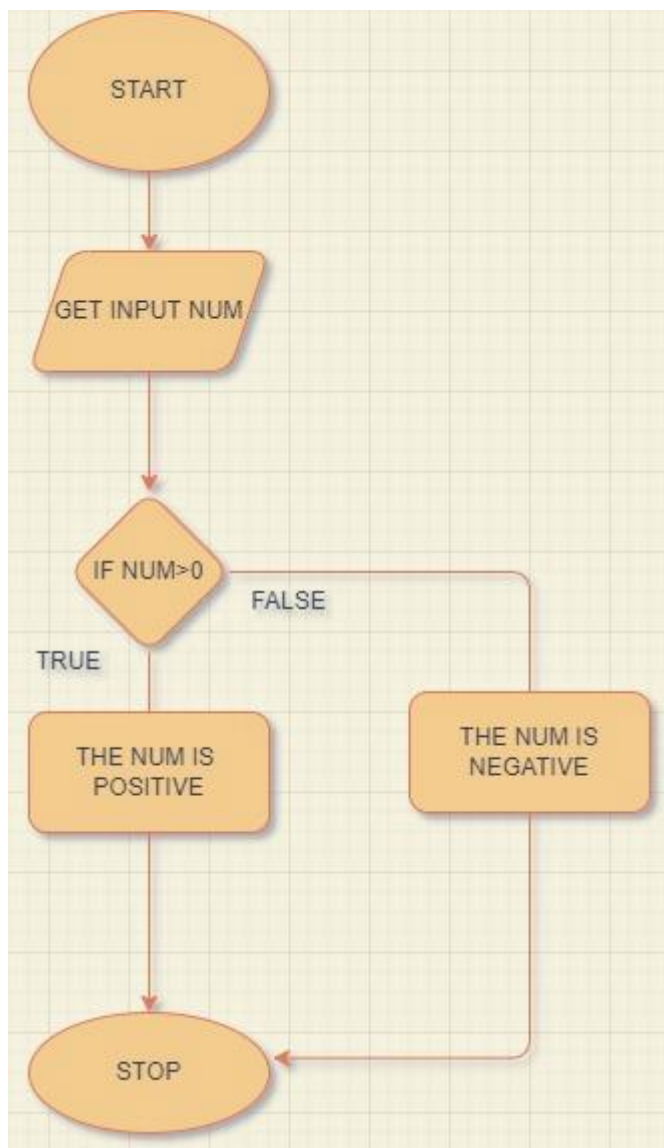 START
GET INPUT NUM
IF NUM>0
FALSE
TRUE
THE NUM IS
POSITIVE
THE NUM IS
NEGATIVE
STOP